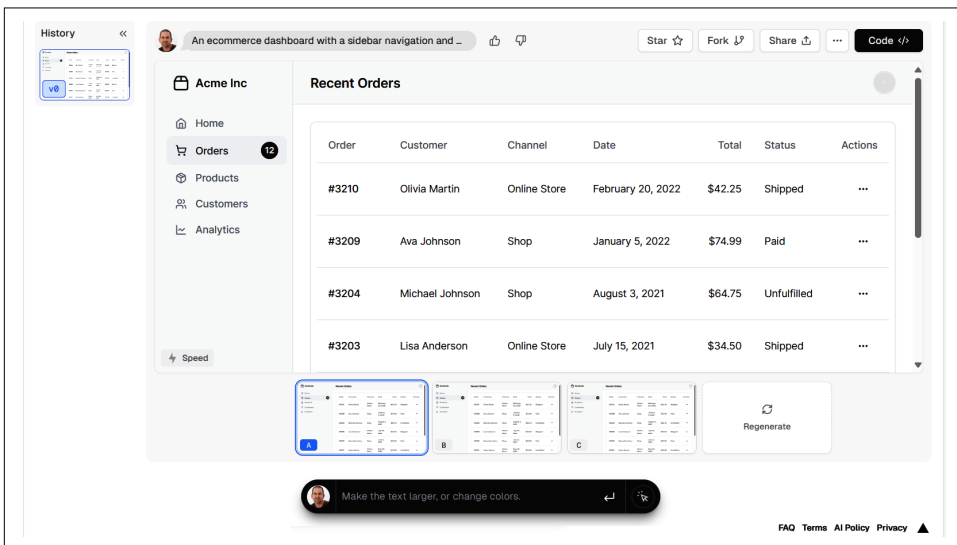 History «
An ecommerce dashboard with a sidebar navigation and ...
Star
Fork
Share
...
Code </>
v0
Acme Inc
Home
Orders 12
Products
Customers
Analytics
Speed
Recent Orders
Order Customer Channel Date Total Status Actions
#3210 Olivia Martin Online Store February 20, 2022 $42.25 Shipped ...
#3209 Ava Johnson Shop January 5, 2022 $74.99 Paid ...
#3204 Michael Johnson Shop August 3, 2021 $64.75 Unfulfilled ...
#3203 Lisa Anderson Online Store July 15, 2021 $34.50 Shipped ...
A
B
C
Regenerate
Make the text larger, or change colors.
FAQ Terms AI Policy Privacy